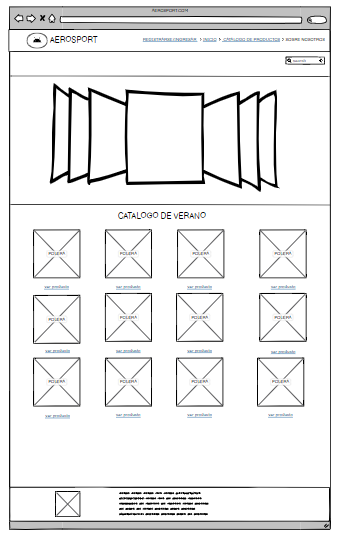 AEROSPORT.COM
AEROSPORT
REGISTRARSE/INGRESAR > INICIO > CATALOGO DE PRODUCTOS > SOBRE NOSOTROS
search
CATALOGO DE VERANO
POLERA POLERA POLERA POLERA
ver producto ver producto ver producto ver producto
POLERA POLERA POLERA POLERA
ver producto ver producto ver producto ver producto
POLERA POLERA POLERA POLERA
ver producto ver producto ver producto ver producto